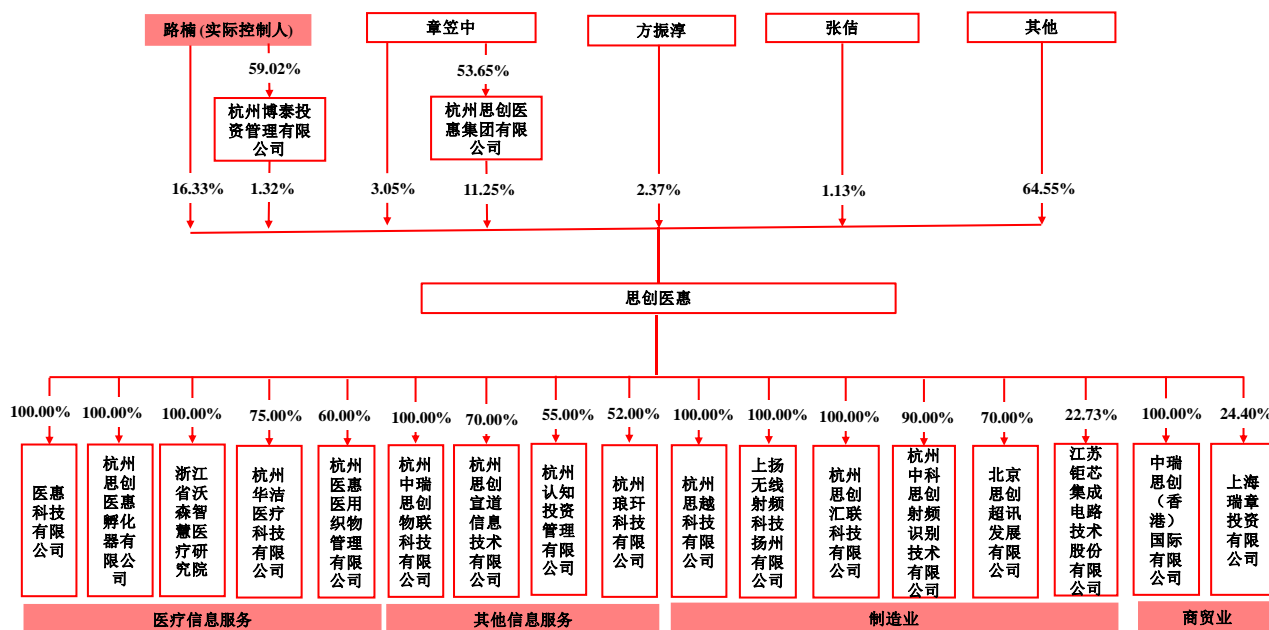 路楠(实际控制人)
章笠中
方振淳
张佶
其他
59.02%
53.65%
杭州博泰投
资管理有限
公司
杭州思创医
惠集团有限
公司
16.33%
1.32%
3.05%
11.25%
2.37%
1.13%
64.55%
思创医惠
100.00%
100.00%
100.00%
75.00%
60.00%
100.00%
70.00%
55.00%
52.00%
100.00%
100.00%
100.00%
90.00%
70.00%
22.73%
100.00%
24.40%
医惠
科技
有限
公司
杭州
思创
医惠
孵化
器有
限公
司
浙江
省沃
森智
慧医
疗研
究院
杭州
华洁
医疗
科技
有限
公司
杭州
医惠
医用
织物
管理
有限
公司
杭州
中瑞
思创
物联
科技
有限
公司
杭州
思创
宣道
信息
技术
有限
公司
杭州
认知
投资
管理
有限
公司
杭州
琅玕
科技
有限
公司
杭州
思越
科技
有限
公司
上扬
无线
射频
科技
扬州
有限
公司
杭州
思创
汇联
科技
有限
公司
杭州
中科
思创
射频
识别
技术
有限
公司
北京
思创
超讯
发展
有限
公司
江苏
钜芯
集成
电路
技术
股份
有限
公司
中瑞
思创
（香
港）
国际
有限
公司
上海
瑞章
投资
有限
公司
医疗信息服务
其他信息服务
制造业
商贸业